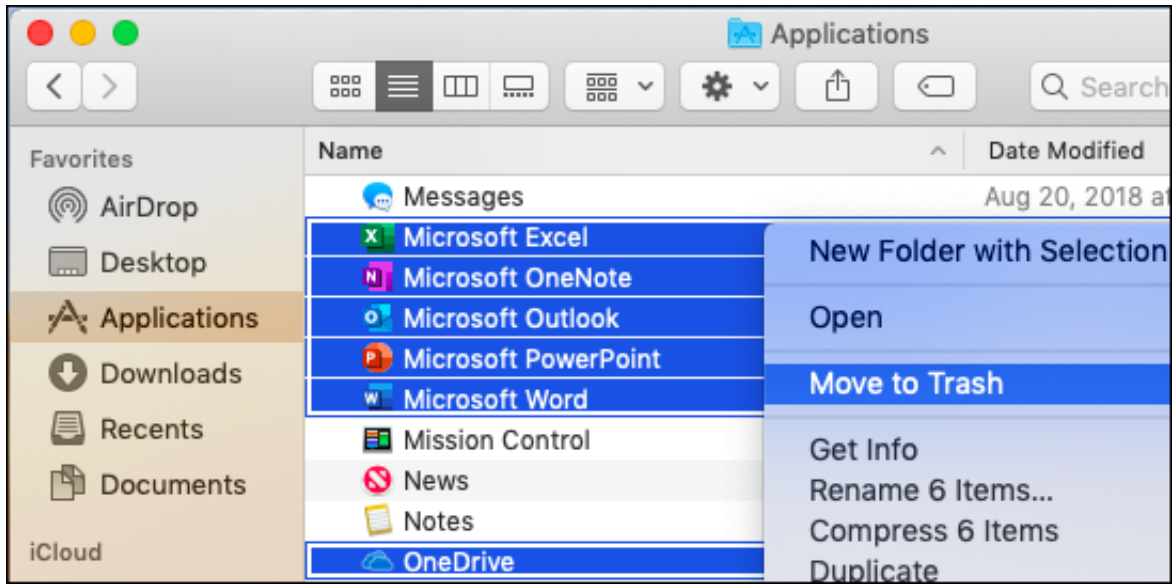 Applications
Search
Favorites
AirDrop
Desktop
Applications
Downloads
Recents
Documents
iCloud
Name
Date Modified
Messages
Aug 20, 2018 at
Microsoft Excel
Microsoft OneNote
Microsoft Outlook
Microsoft PowerPoint
Microsoft Word
Mission Control
News
Notes
OneDrive
New Folder with Selection
Open
Move to Trash
Get Info
Rename 6 Items...
Compress 6 Items
Duplicate